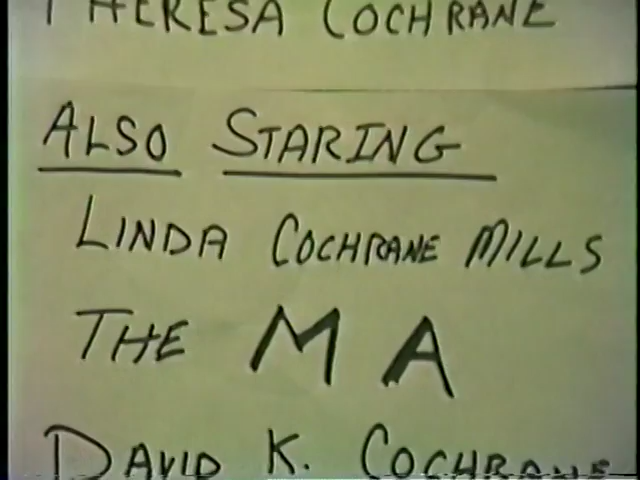 THERESA COCHRANE
ALSO STARING
LINDA COCHRANE MILLS
THE MA
DAVID K. COCHRANE